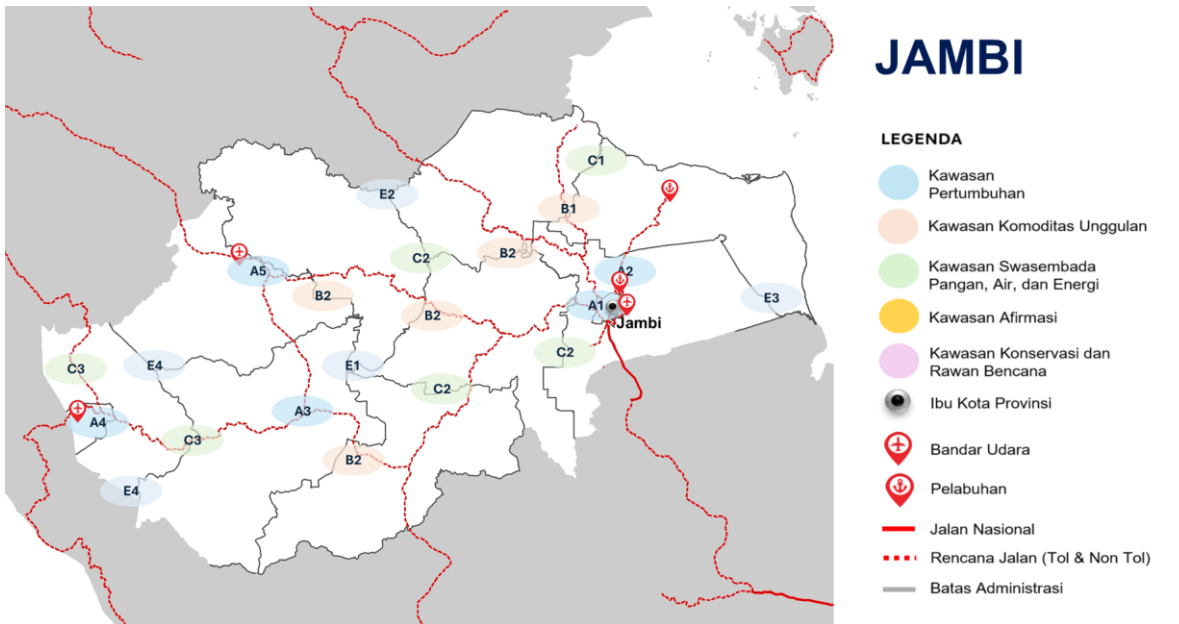 JAMBI
LEGENDA
Kawasan
Pertumbuhan
Kawasan Komoditas Unggulan
Kawasan Swasembada
Pangan, Air, dan Energi
Kawasan Afirmasi
Kawasan Konservasi dan
Rawan Bencana
Ibu Kota Provinsi
Bandar Udara
Pelabuhan
Jalan Nasional
Rencana Jalan (Tol & Non Tol)
Batas Administrasi
C1
E2
B1
B2
C2
A5
A2
B2
E3
A1
B2
Jambi
C2
E4
E1
C3
C2
A3
A4
C3
B2
E4